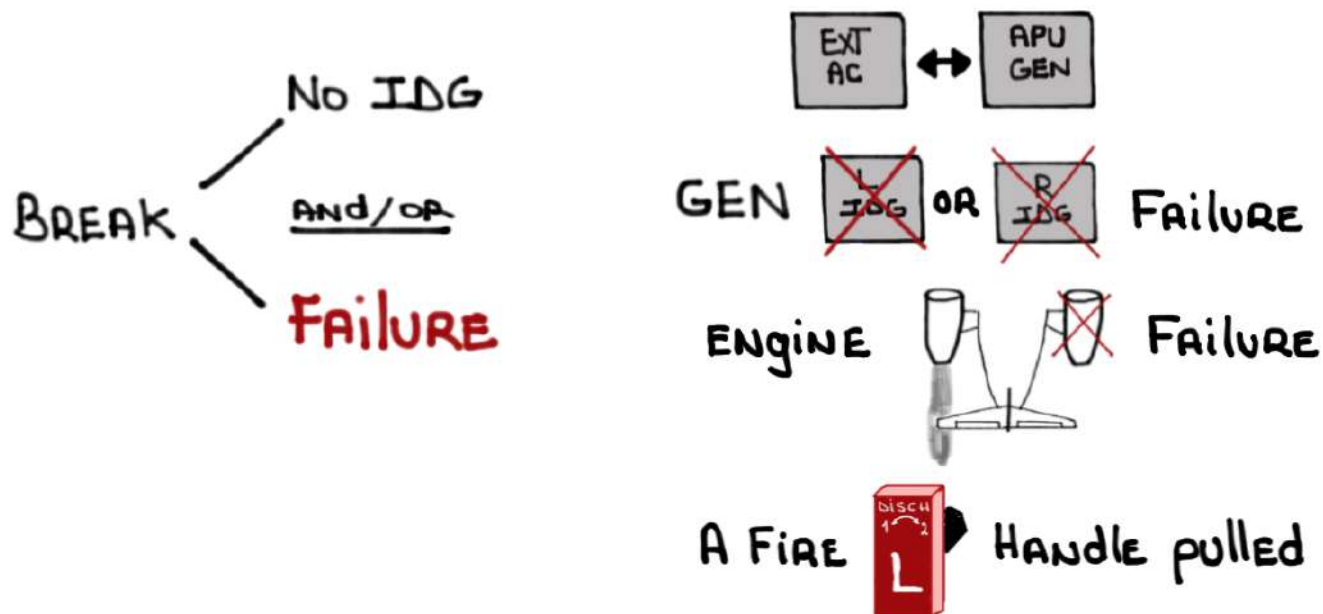 No IDG
BREAK
AND/OR
FAILURE
EXT
AC
APU
GEN
GEN
L
IDG
OR
R
IDG
FAILURE
ENGINE
FAILURE
A FIRE
DISCH
1 2
L
HANDLE pulled